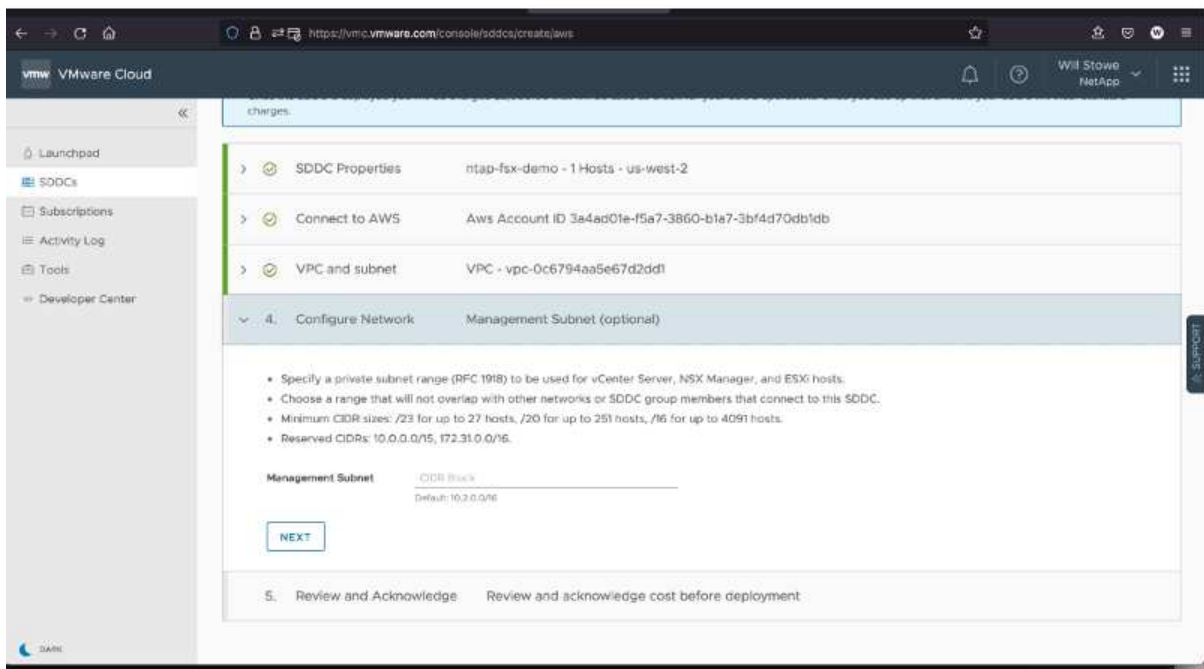 https://vmc.vmware.com/console/sddcs/create/aws
vmw VMware Cloud
Will Stowe
NetApp
charges.
Launchpad
SDDCs
Subscriptions
Activity Log
Tools
Developer Center
SDDC Properties ntap-fsx-demo - 1 Hosts - us-west-2
Connect to AWS Aws Account ID 3a4ad01e-f5a7-3860-b1a7-3bf4d70db1db
VPC and subnet VPC - vpc-0c6794aa5e67d2dd1
4. Configure Network Management Subnet (optional)
SUPPORT
• Specify a private subnet range (RFC 1918) to be used for vCenter Server, NSX Manager, and ESXi hosts.
• Choose a range that will not overlap with other networks or SDDC group members that connect to this SDDC.
• Minimum CIDR sizes: /23 for up to 27 hosts, /20 for up to 251 hosts, /16 for up to 4091 hosts.
• Reserved CIDRs: 10.0.0.0/15, 172.31.0.0/16.
Management Subnet CIDR Block
Default: 10.2.0.0/16
NEXT
5. Review and Acknowledge Review and acknowledge cost before deployment
DARK